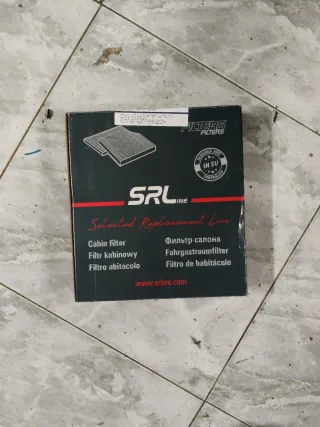 FILTERS
FILTERS
IN EU
SRLINE
Selected Replacement Line
Cabin filter
Filtr kabinowy
Filtro abitacolo
Фильтр салона
Fahrgastraumfilter
Filtro de habitáculo
www.srline.com